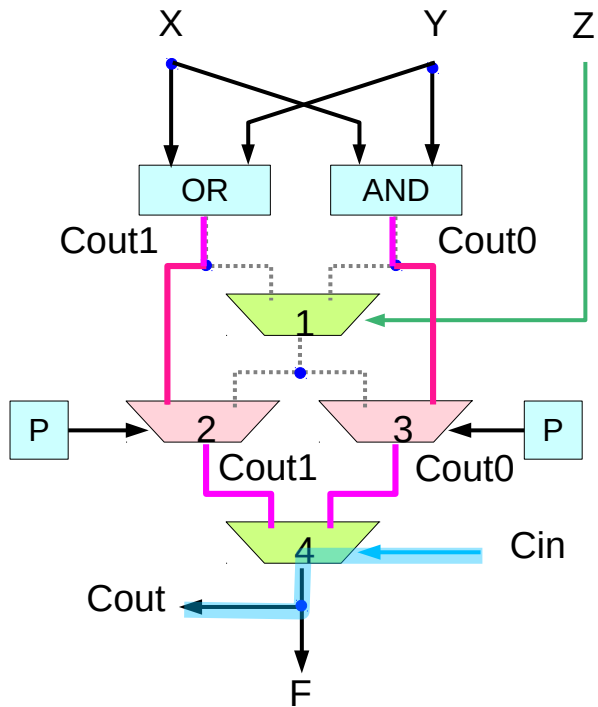 X Y Z
OR AND
Cout1 Cout0
1
P 2 3 P
Cout1 Cout0
4 Cin
Cout
F